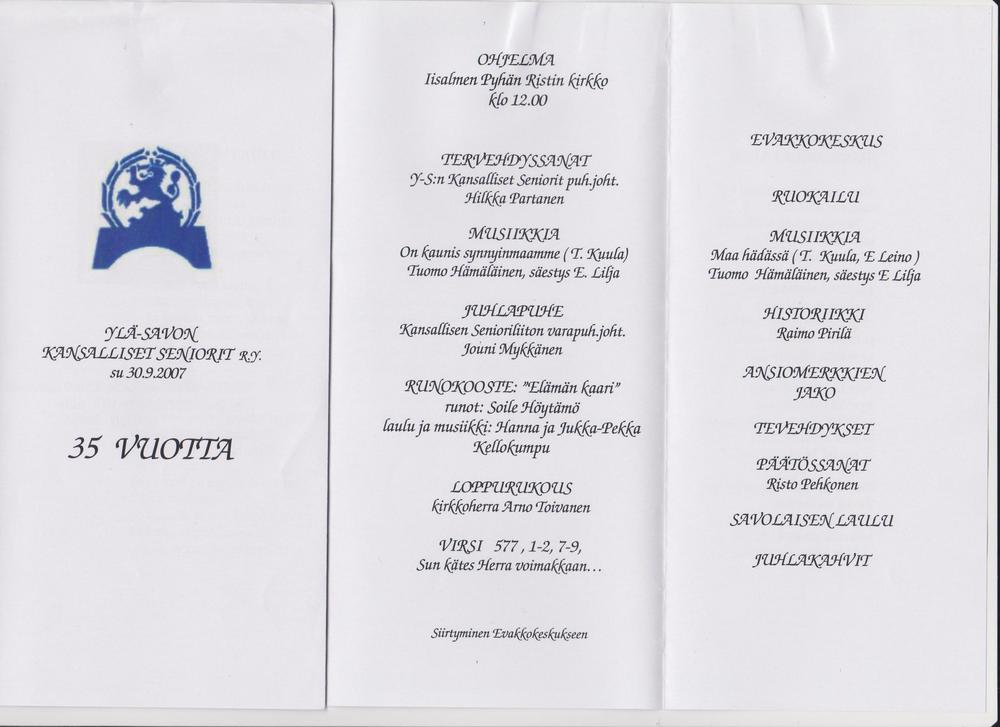 YLÄ-SAVON
KANSALLISET SENIORIT R.Y.
su 30.9.2007
35 VUOTTA
OHJELMA
Iisalmen Pyhän Ristin kirkko
klo 12.00
TERVEHDYSSANAT
Y-S:n Kansalliset Seniorit puh.joht.
Hilkka Partanen
MUSIIKKIA
On kaunis synnyinmaamme ( T. Kuula)
Tuomo Hämäläinen, säestys E. Lilja
JUHLAPUHE
Kansallisen Senioriliiton varapuh.joht.
Jouni Mykkänen
RUNOKOOSTE: ”Elämän kaari”
runot: Soile Höytämö
laulu ja musiikki: Hanna ja Jukka-Pekka
Kellokumpu
LOPPURUKOUS
kirkkoherra Arno Toivanen
VIRSI 577 , 1-2, 7-9,
Sun kätes Herra voimakkaan…
Siirtyminen Evakkokeskukseen
EVAKKOKESKUS
RUOKAILU
MUSIIKKIA
Maa hädässä ( T. Kuula, E Leino )
Tuomo Hämäläinen, säestys E Lilja
HISTORIIKKI
Raimo Pirilä
ANSIOMERKKIEN
JAKO
TEVEHDYKSET
PÄÄTÖSSANAT
Risto Pehkonen
SAVOLAISEN LAULU
JUHLAKAHVIT